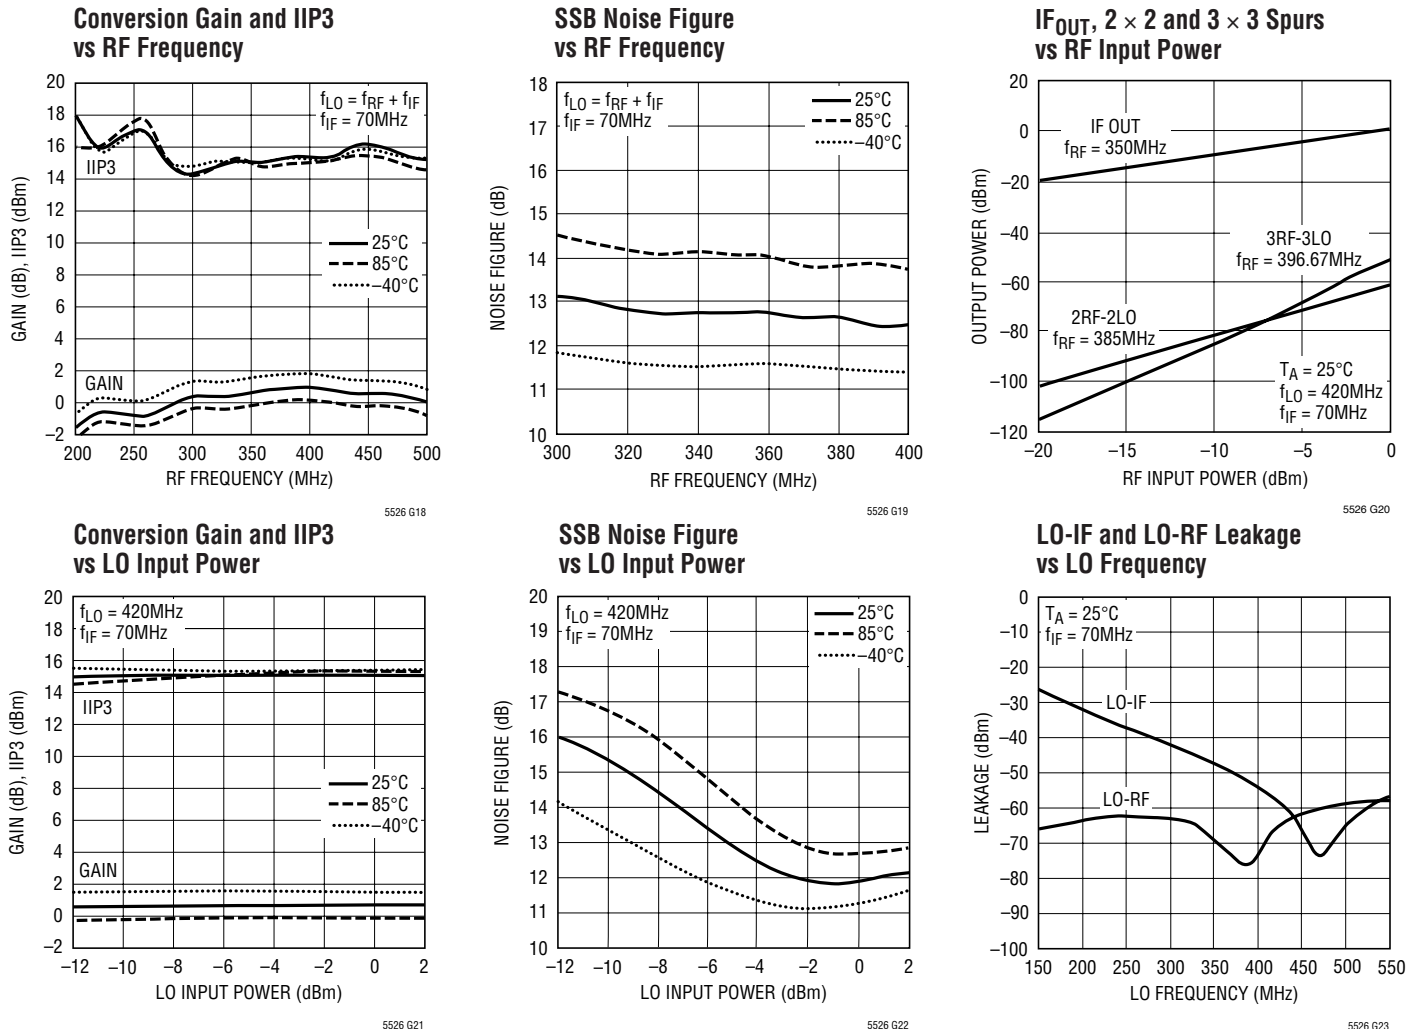 Conversion Gain and IIP3
vs RF Frequency
GAIN (dB), IIP3 (dBm)
20
18
16
14
12
10
8
6
4
2
0
–2
fLO = fRF + fIF
fIF = 70MHz
IIP3
25°C
85°C
–40°C
GAIN
200
250
300
350
400
450
500
RF FREQUENCY (MHz)
5526 G18
SSB Noise Figure
vs RF Frequency
NOISE FIGURE (dB)
18
17
16
15
14
13
12
11
10
fLO = fRF + fIF
fIF = 70MHz
25°C
85°C
–40°C
300
320
340
360
380
400
RF FREQUENCY (MHz)
5526 G19
IFOUT, 2 × 2 and 3 × 3 Spurs
vs RF Input Power
OUTPUT POWER (dBm)
20
0
–20
–40
–60
–80
–100
–120
IF OUT
fRF = 350MHz
3RF-3LO
fRF = 396.67MHz
2RF-2LO
fRF = 385MHz
TA = 25°C
fLO = 420MHz
fIF = 70MHz
–20
–15
–10
–5
0
RF INPUT POWER (dBm)
5526 G20
Conversion Gain and IIP3
vs LO Input Power
GAIN (dB), IIP3 (dBm)
20
18
16
14
12
10
8
6
4
2
0
–2
fLO = 420MHz
fIF = 70MHz
IIP3
25°C
85°C
–40°C
GAIN
–12
–10
–8
–6
–4
–2
0
2
LO INPUT POWER (dBm)
5526 G21
SSB Noise Figure
vs LO Input Power
NOISE FIGURE (dB)
20
19
18
17
16
15
14
13
12
11
10
fLO = 420MHz
fIF = 70MHz
25°C
85°C
–40°C
–12
–10
–8
–6
–4
–2
0
2
LO INPUT POWER (dBm)
5526 G22
LO-IF and LO-RF Leakage
vs LO Frequency
LEAKAGE (dBm)
0
–10
–20
–30
–40
–50
–60
–70
–80
–90
–100
TA = 25°C
fIF = 70MHz
LO-IF
LO-RF
150
200
250
300
350
400
450
500
550
LO FREQUENCY (MHz)
5526 G23